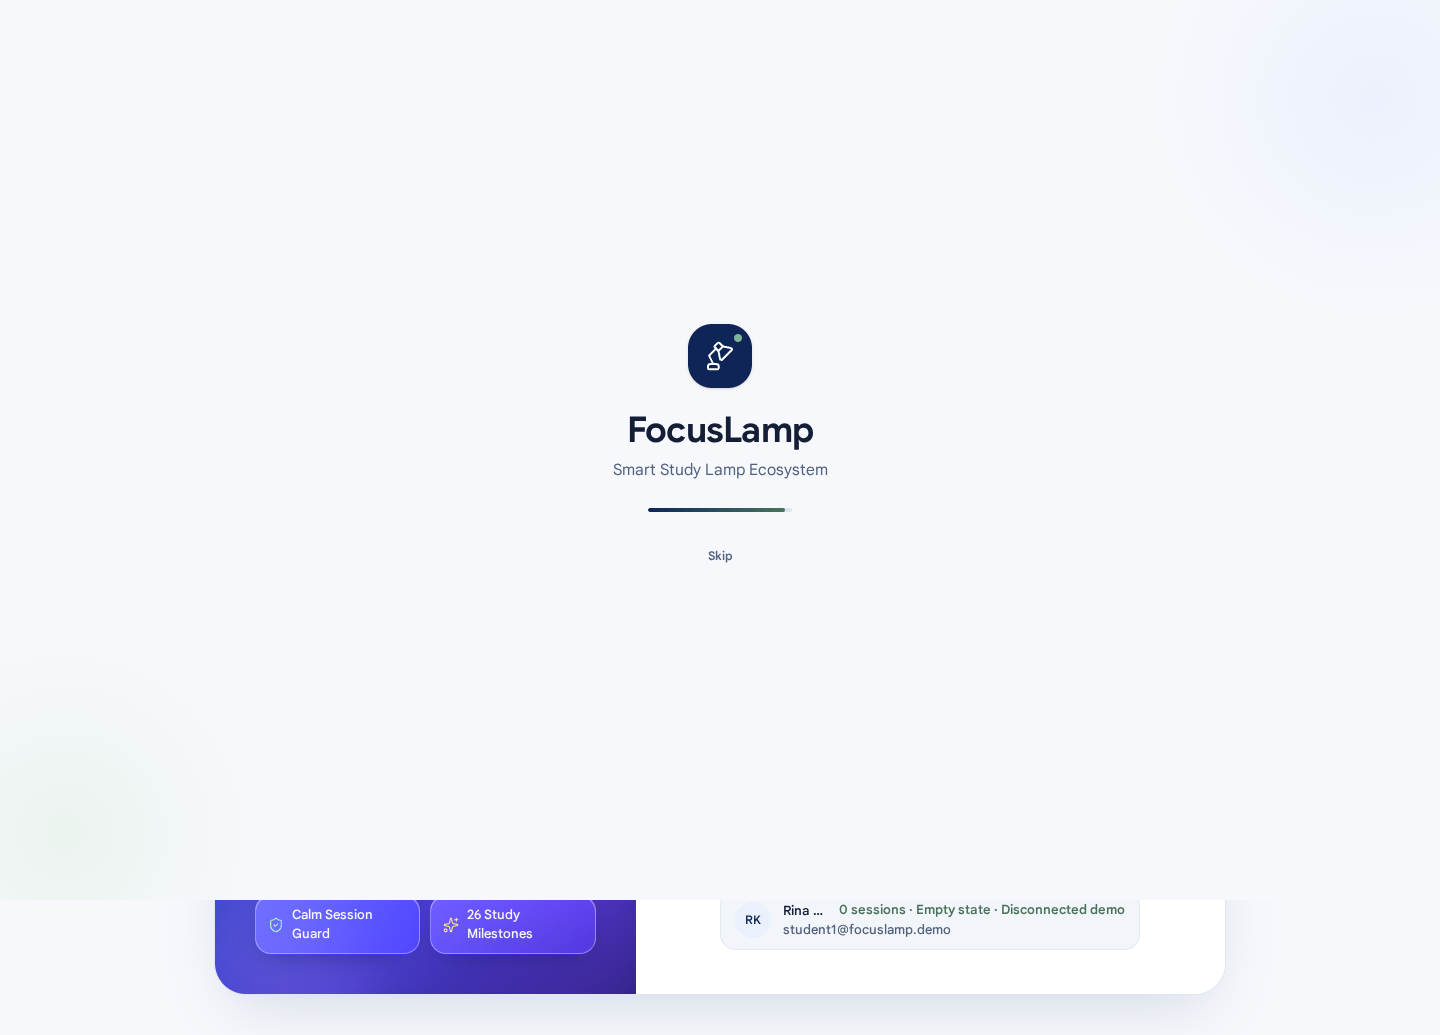 FocusLamp
Smart Study Lamp Ecosystem
Skip
Calm Session
Guard
26 Study
Milestones
RK
Rina ...
0 sessions · Empty state · Disconnected demo
student1@focuslamp.demo